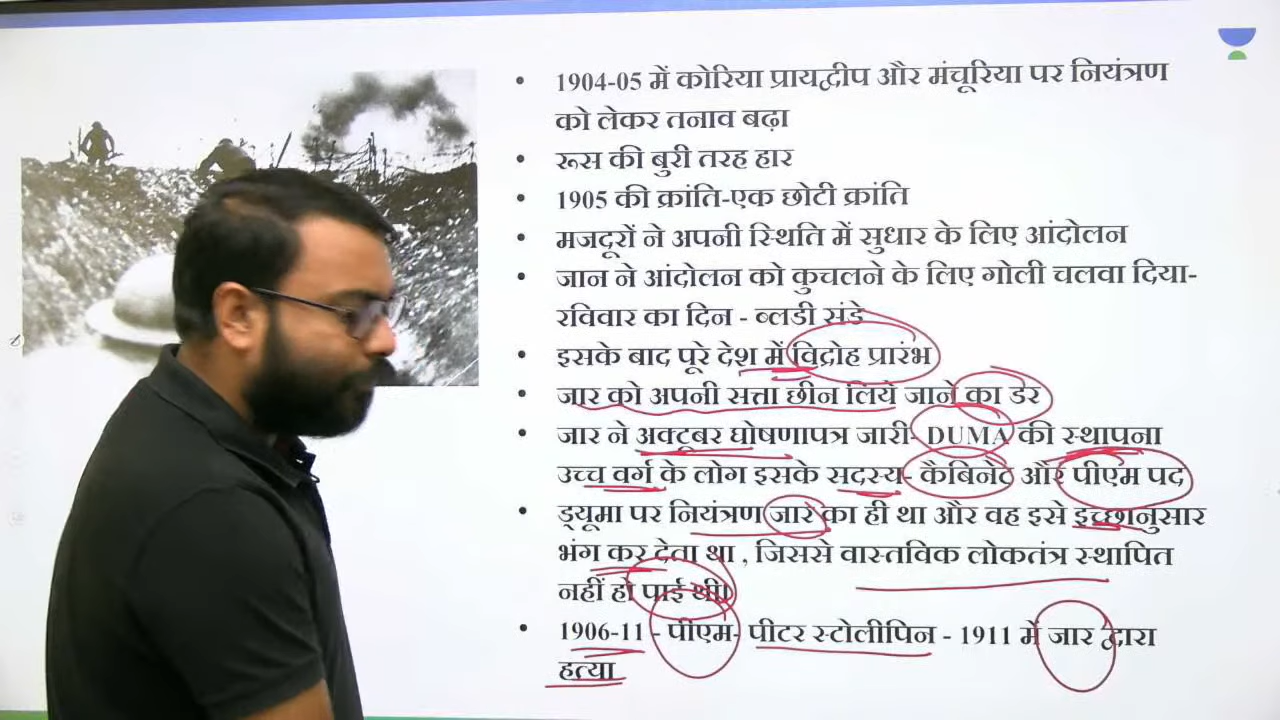 • 1904-05 में कोरिया प्रायद्वीप और मंचूरिया पर नियंत्रण
को लेकर तनाव बढ़ा
• रूस की बुरी तरह हार
• 1905 की क्रांति-एक छोटी क्रांति
• मजदूरों ने अपनी स्थिति में सुधार के लिए आंदोलन
• जान ने आंदोलन को कुचलने के लिए गोली चलवा दिया-
रविवार का दिन - ब्लडी संडे
• इसके बाद पूरे देश में विद्रोह प्रारंभ
• जार को अपनी सत्ता छीन लिये जाने का डेर
• जार ने अक्टूबर घोषणापत्र जारी- DUMA की स्थापना
उच्च वर्ग के लोग इसके सदस्य- कैबिनेट और पीएम पद
• ड्यूमा पर नियंत्रण जार का ही था और वह इसे इच्छानुसार
भंग कर देता था , जिससे वास्तविक लोकतंत्र स्थापित
नहीं हो पाई थी।
• 1906-11 - पीएम- पीटर स्टोलीपिन - 1911 में जार द्वारा
हत्या